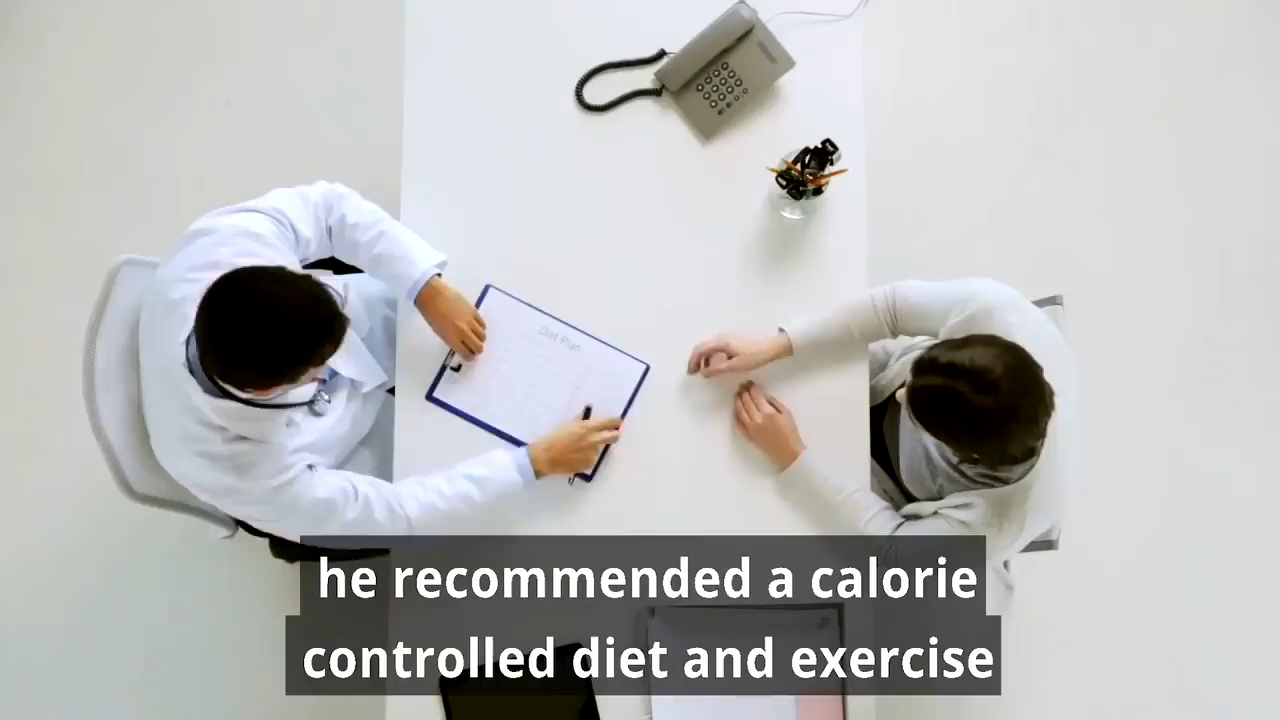 Diet Plan
he recommended a calorie
controlled diet and exercise